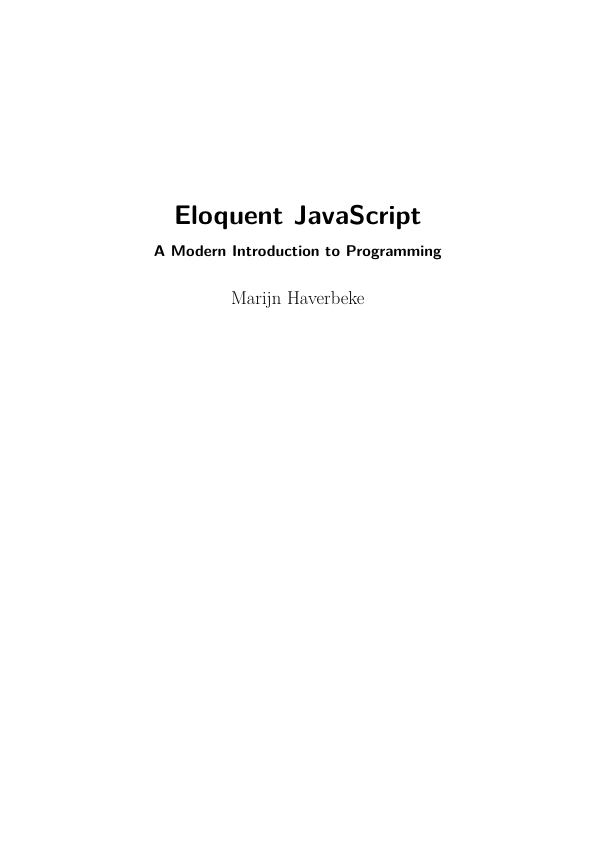 Eloquent JavaScript
A Modern Introduction to Programming
Marijn Haverbeke